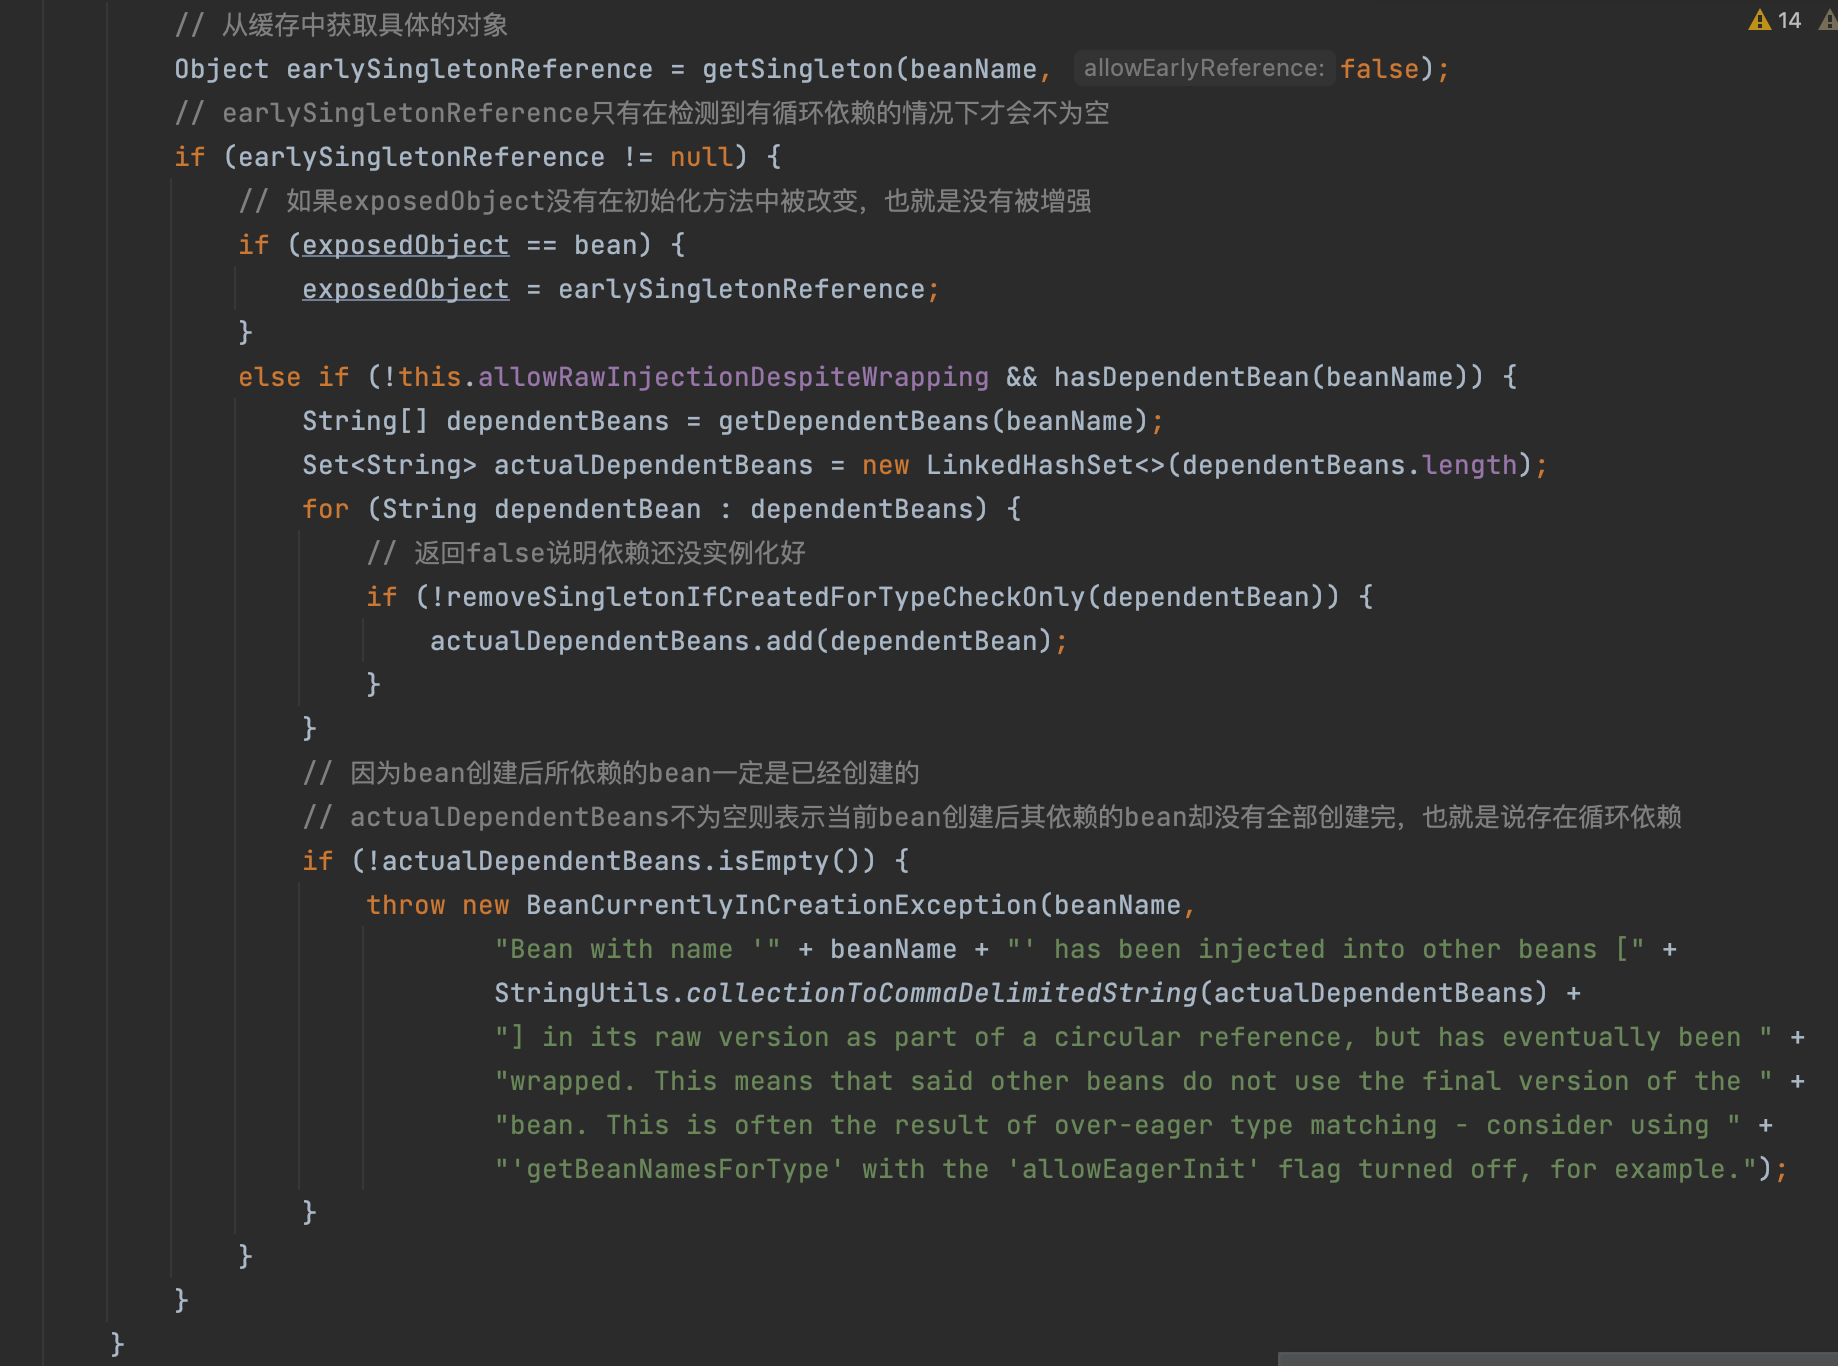 // 从缓存中获取具体的对象
14
Object earlySingletonReference = getSingleton(beanName, allowEarlyReference: false);
// earlySingletonReference只有在检测到有循环依赖的情况下才会不为空
if (earlySingletonReference != null) {
// 如果exposedObject没有在初始化方法中被改变，也就是没有被增强
if (exposedObject == bean) {
exposedObject = earlySingletonReference;
}
else if (!this.allowRawInjectionDespiteWrapping && hasDependentBean(beanName)) {
String[] dependentBeans = getDependentBeans(beanName);
Set<String> actualDependentBeans = new LinkedHashSet<>(dependentBeans.length);
for (String dependentBean : dependentBeans) {
// 返回false说明依赖还没实例化好
if (!removeSingletonIfCreatedForTypeCheckOnly(dependentBean)) {
actualDependentBeans.add(dependentBean);
}
}
// 因为bean创建后所依赖的bean一定是已经创建的
// actualDependentBeans不为空则表示当前bean创建后其依赖的bean却没有全部创建完，也就是说存在循环依赖
if (!actualDependentBeans.isEmpty()) {
throw new BeanCurrentlyInCreationException(beanName,
"Bean with name '" + beanName + "' has been injected into other beans [" +
StringUtils.collectionToCommaDelimitedString(actualDependentBeans) +
"] in its raw version as part of a circular reference, but has eventually been " +
"wrapped. This means that said other beans do not use the final version of the " +
"bean. This is often the result of over-eager type matching - consider using " +
"'getBeanNamesForType' with the 'allowEagerInit' flag turned off, for example.");
}
}
}
}